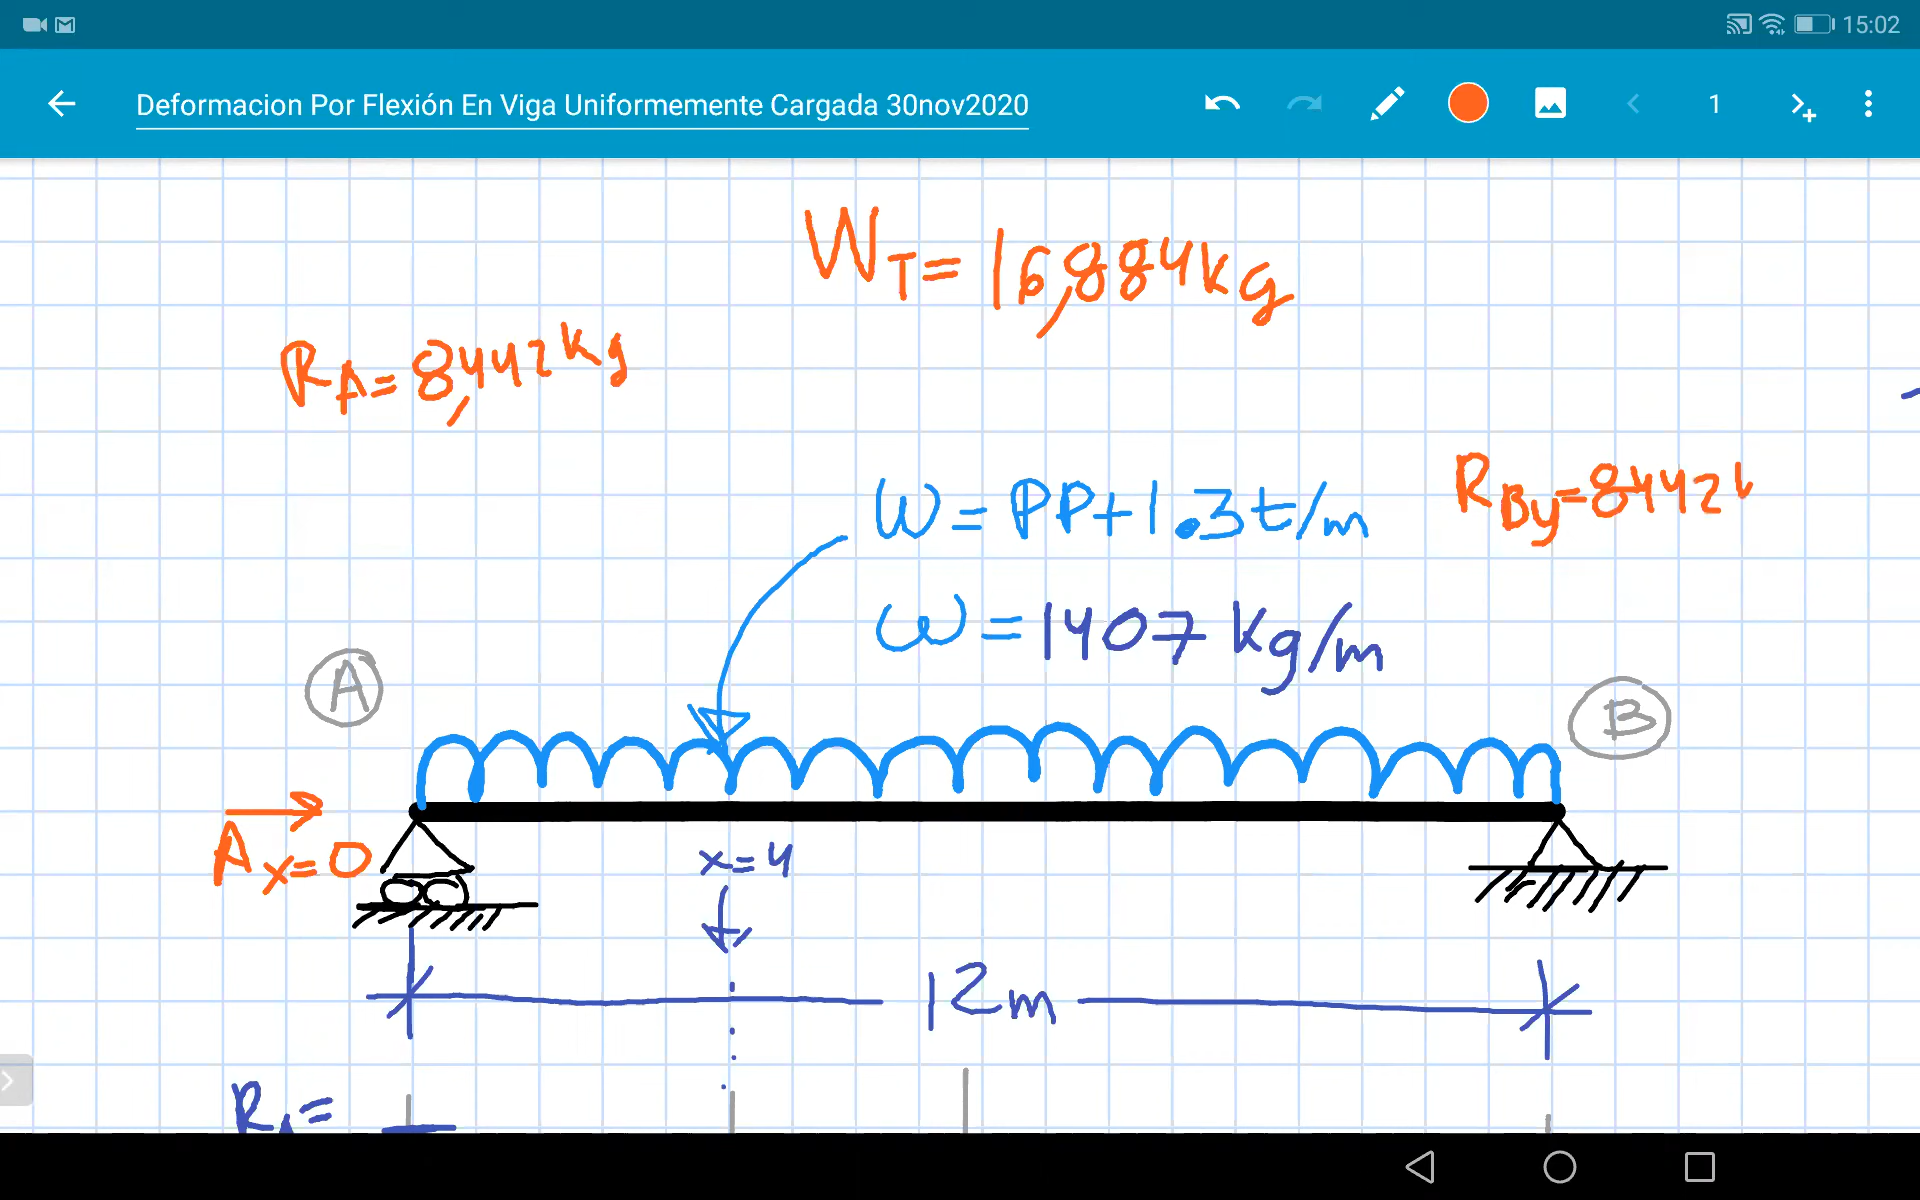 15:02
Deformacion Por Flexión En Viga Uniformemente Cargada 30nov2020
1
WT= 16,884kg
RA= 8,442kg
RBy=8442
W= PP+1.3t/m
W= 1407 kg/m
A
B
Ax=0
x=4
12m